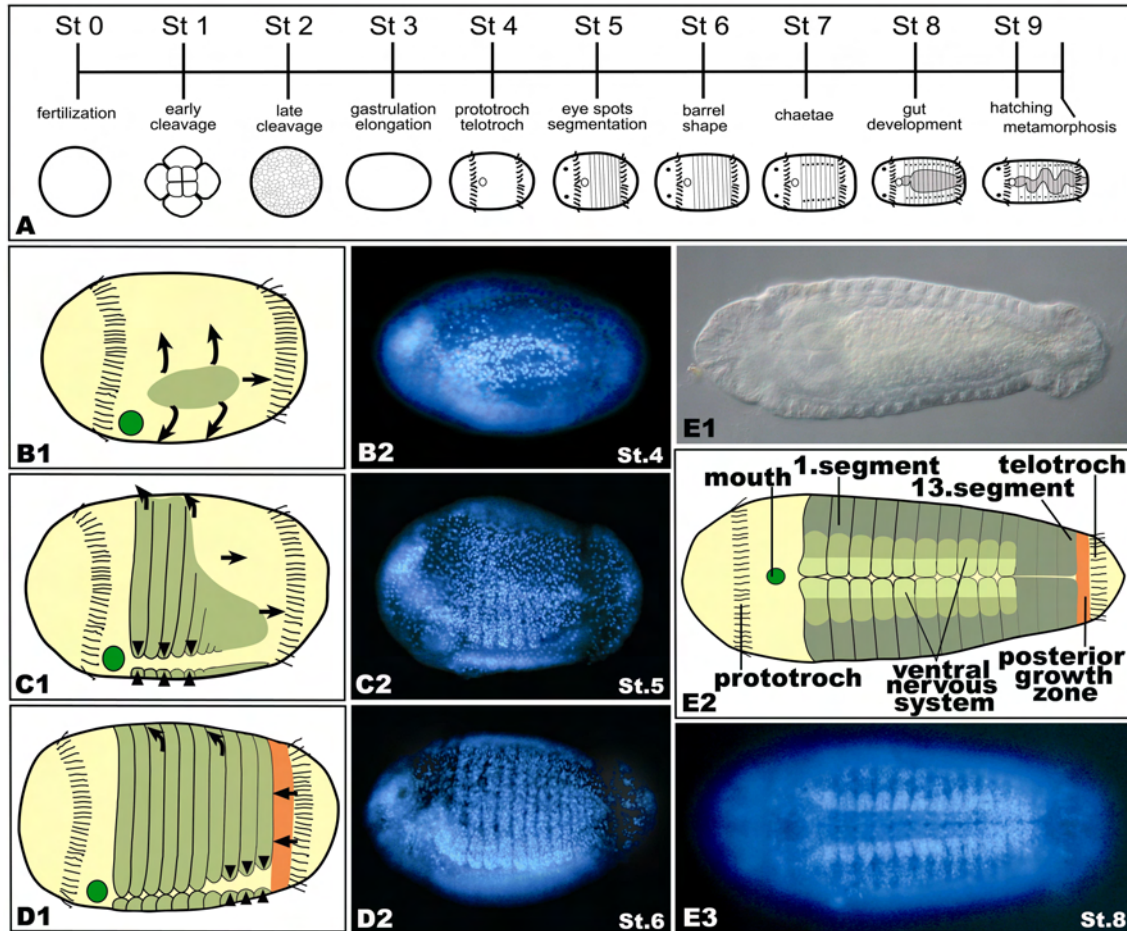 St 0 St 1 St 2 St 3 St 4 St 5 St 6 St 7 St 8 St 9
fertilization early late gastrulation prototroch eye spots barrel chaetae gut hatching
cleavage cleavage elongation telotroch segmentation shape development metamorphosis
A
B1
B2 St.4
E1
C1
C2 St.5
mouth 1.segment telotroch
13.segment
prototroch ventral posterior
nervous growth
system zone
E2
D1
D2 St.6
E3 St.8